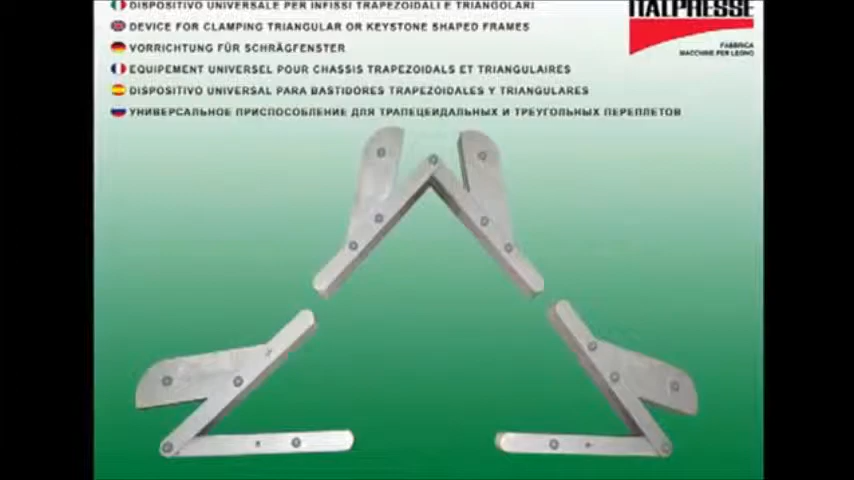 DISPOSITIVO UNIVERSALE PER INFISSI TRAPEZOIDALI E TRIANGOLARI
ITALPRESSE
DEVICE FOR CLAMPING TRIANGULAR OR KEYSTONE SHAPED FRAMES
VORRICHTUNG FÜR SCHRÄGFENSTER
FABBRICA
MACCHINE PER LEGNO
EQUIPEMENT UNIVERSEL POUR CHASSIS TRAPEZOIDALS ET TRIANGULAIRES
DISPOSITIVO UNIVERSAL PARA BASTIDORES TRAPEZOIDALES Y TRIANGULARES
УНИВЕРСАЛЬНОЕ ПРИСПОСОБЛЕНИЕ ДЛЯ ТРАПЕЦЕИДАЛЬНЫХ И ТРЕУГОЛЬНЫХ ПЕРЕПЛЕТОВ